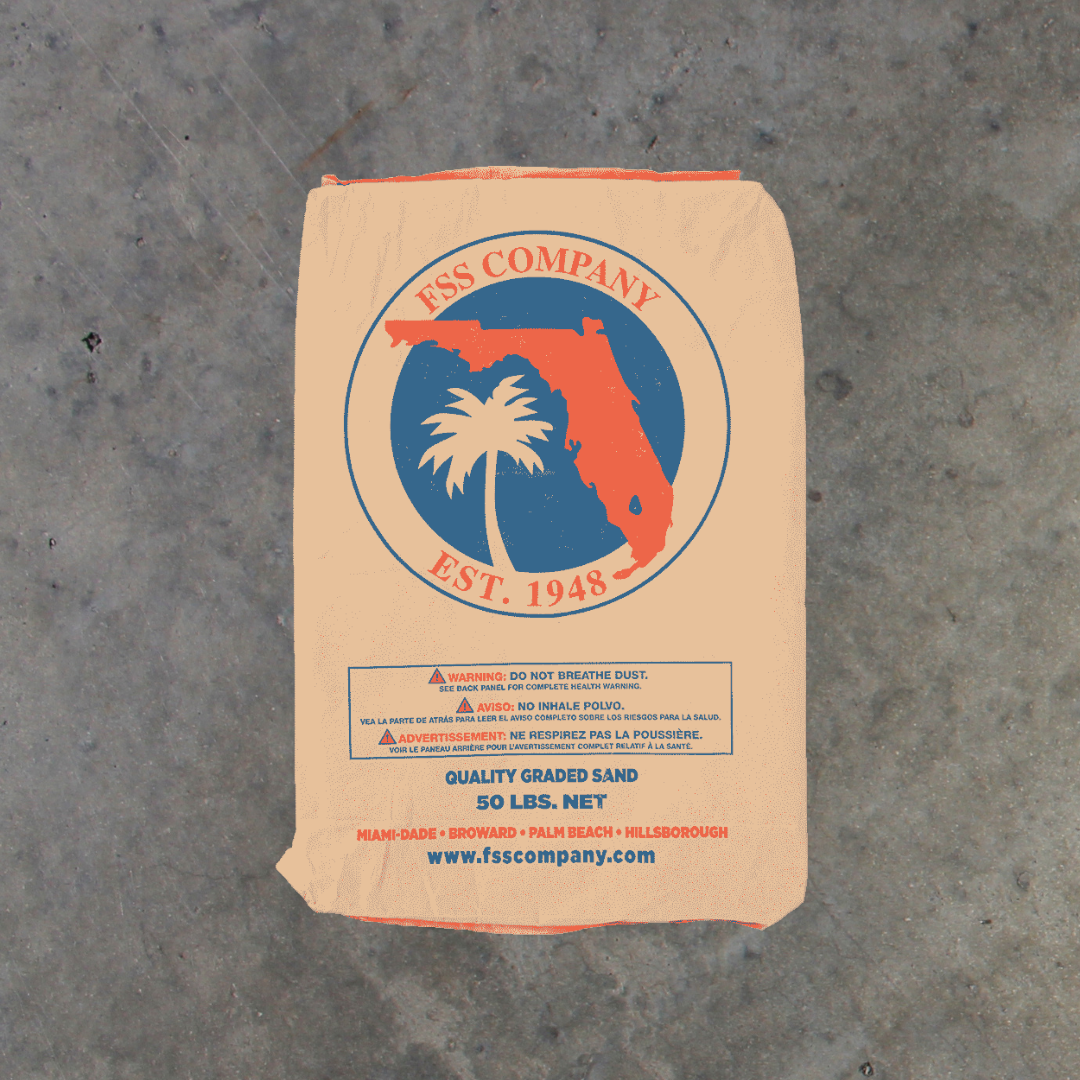 FSS COMPANY
EST. 1948
WARNING: DO NOT BREATHE DUST.
SEE BACK PANEL FOR COMPLETE HEALTH WARNING.
AVISO: NO INHALE POLVO.
VEA LA PARTE DE ATRÁS PARA LEER EL AVISO COMPLETO SOBRE LOS RIESGOS PARA LA SALUD.
ADVERTISSEMENT: NE RESPIREZ PAS LA POUSSIÈRE.
VOIR LE PANEAU ARRIÈRE POUR L'AVERTISSEMENT COMPLET RELATIF À LA SANTÉ.
QUALITY GRADED SAND
50 LBS. NET
MIAMI-DADE • BROWARD • PALM BEACH • HILLSBOROUGH
www.fsscompany.com